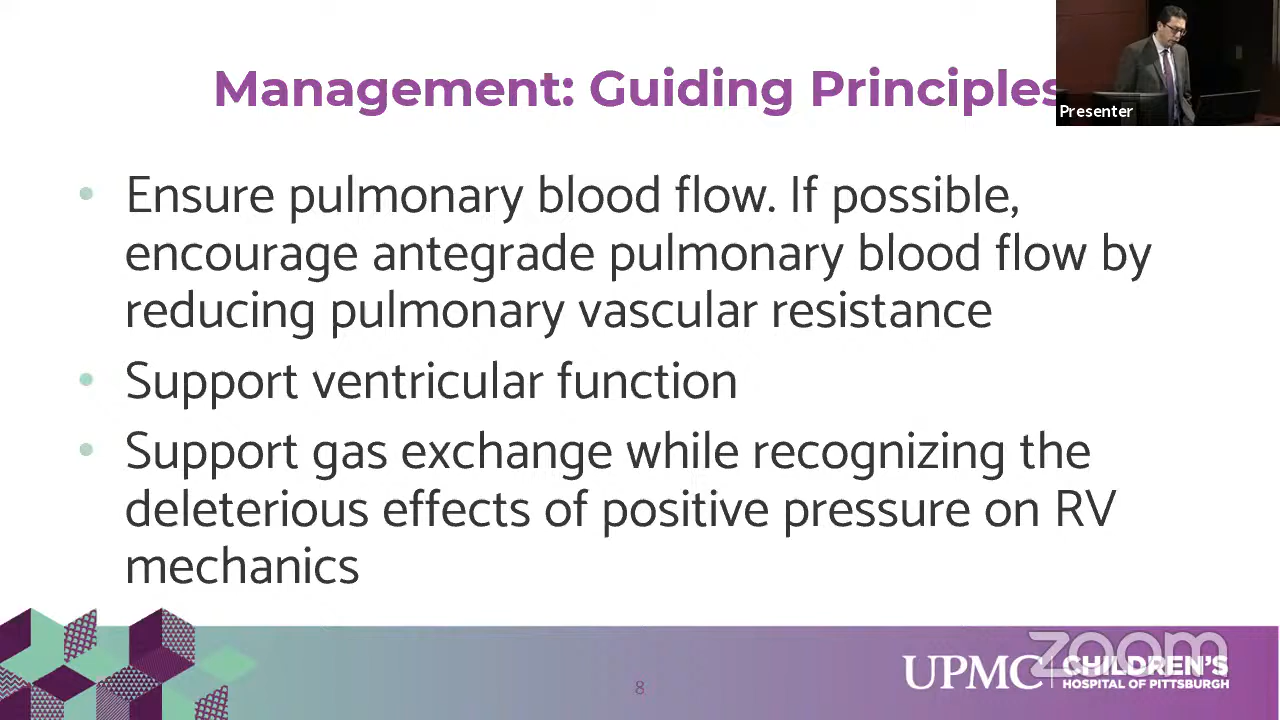 Management: Guiding Principles
Presenter
• Ensure pulmonary blood flow. If possible,
encourage antegrade pulmonary blood flow by
reducing pulmonary vascular resistance
• Support ventricular function
• Support gas exchange while recognizing the
deleterious effects of positive pressure on RV
mechanics
zoom
UPMC CHILDREN'S
HOSPITAL OF PITTSBURGH
8